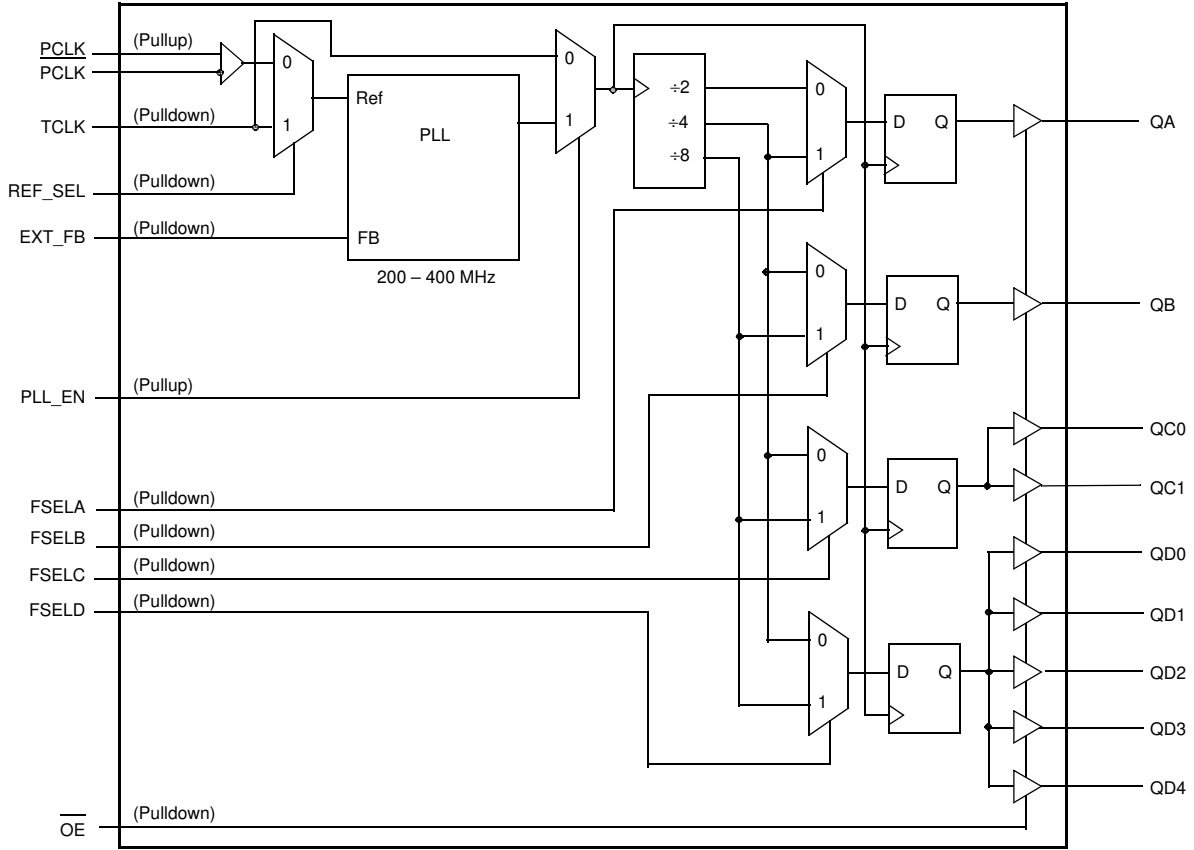 PCLK (Pullup)
PCLK
TCLK (Pulldown)
REF_SEL (Pulldown)
EXT_FB (Pulldown)
PLL_EN (Pullup)
FSELA (Pulldown)
FSELB (Pulldown)
FSELC (Pulldown)
FSELD (Pulldown)
OE (Pulldown)
0
1
Ref
PLL
FB
200 – 400 MHz
0
1
÷2
÷4
÷8
0
1
D Q
QA
0
1
D Q
QB
0
1
D Q
QC0
QC1
0
1
D Q
QD0
QD1
QD2
QD3
QD4